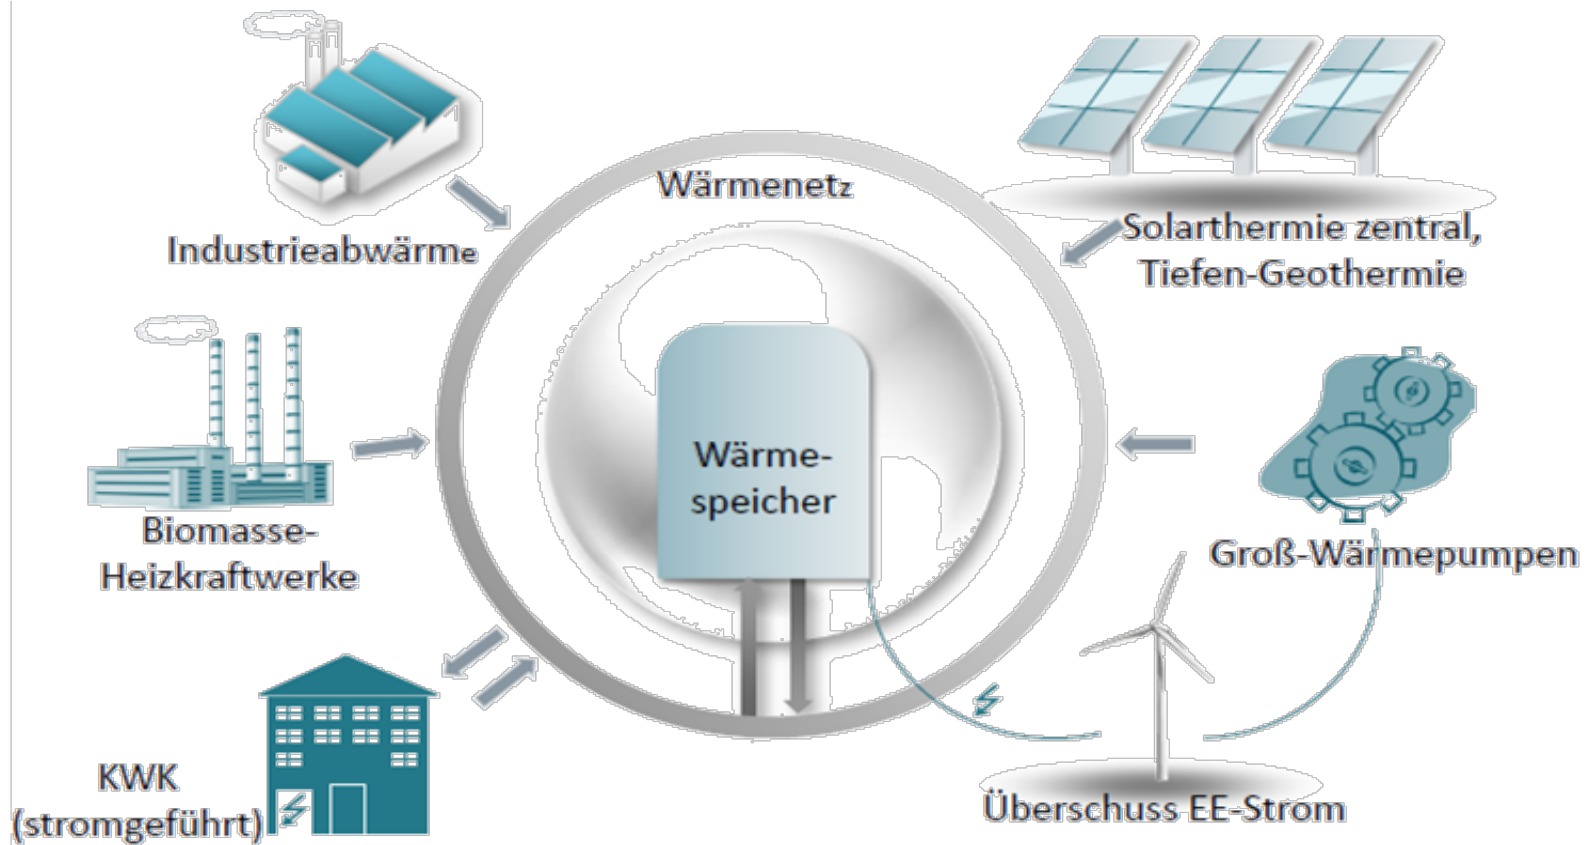 Wärmenetz
Industrieabwärme
Solarthermie zentral,
Tiefen-Geothermie
Wärme-
speicher
Biomasse-
Heizkraftwerke
Groß-Wärmepumpen
KWK
(stromgeführt)
Überschuss EE-Strom